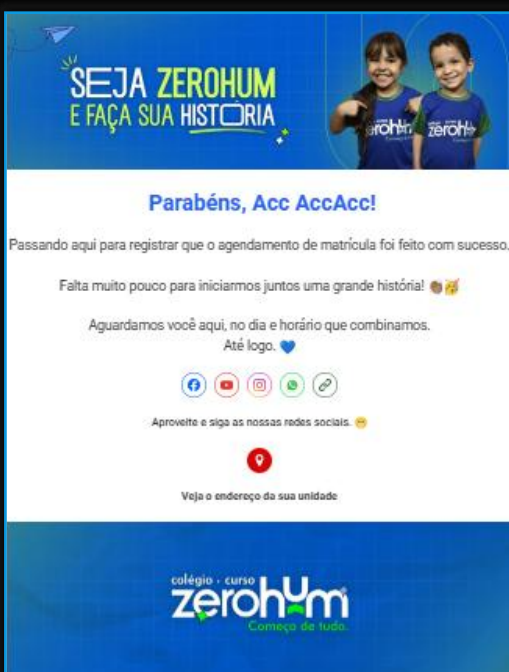 SEJA ZEROHUM
E FAÇA SUA HISTÓRIA
zerohum
zerohum
Parabéns, Acc AccAcc!
Passando aqui para registrar que o agendamento de matrícula foi feito com sucesso.
Falta muito pouco para iniciarmos juntos uma grande história! 👏🏽🥳
Aguardamos você aqui, no dia e horário que combinamos.
Até logo. 💙
Aproveite e siga as nossas redes sociais. 😁
Veja o endereço da sua unidade
colégio · curso
zerohum
Começo de tudo.